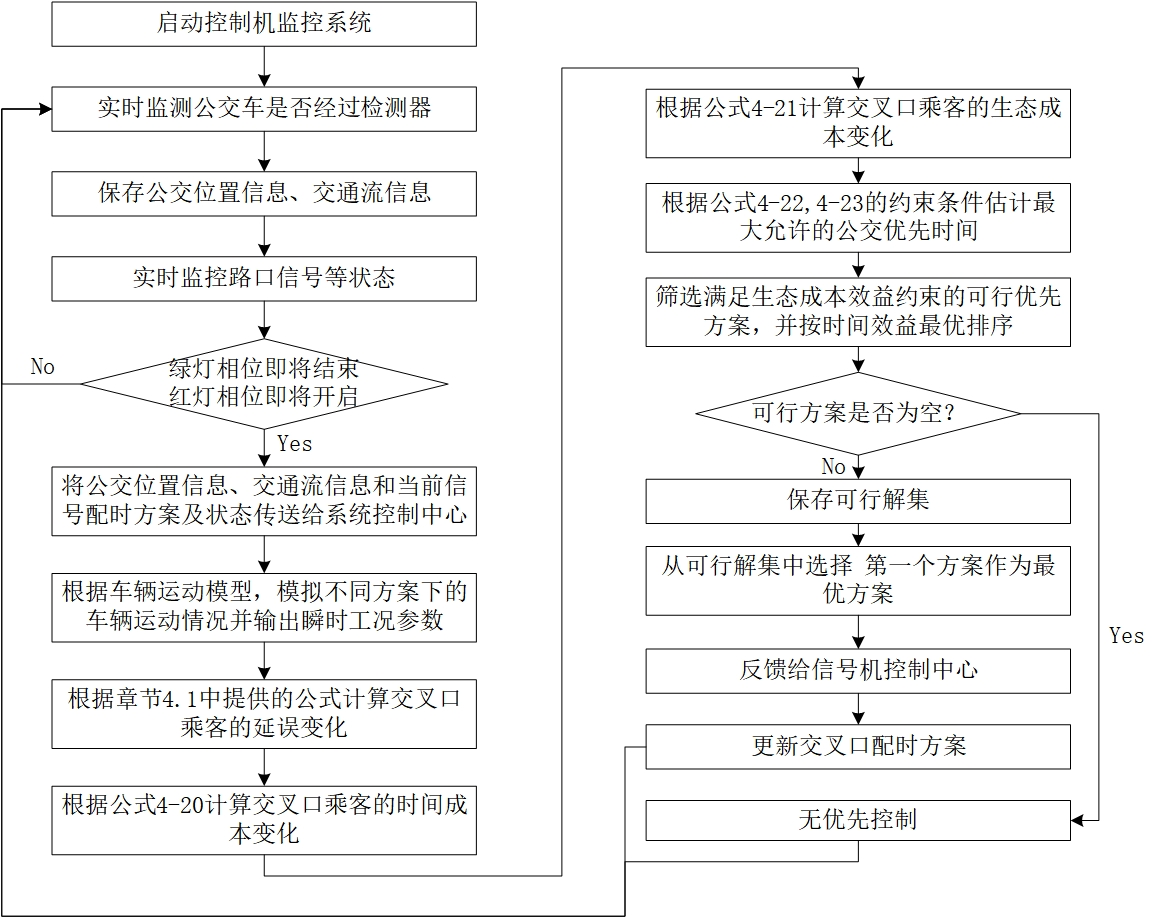 启动控制机监控系统
实时监测公交车是否经过检测器
保存公交位置信息、交通流信息
实时监控路口信号等状态
No
绿灯相位即将结束
红灯相位即将开启
Yes
将公交位置信息、交通流信息和当前信
号配时方案及状态传送给系统控制中心
根据车辆运动模型，模拟不同方案下的
车辆运动情况并输出瞬时工况参数
根据章节4.1中提供的公式计算交叉口
乘客的延误变化
根据公式4-20计算交叉口乘客的时间成
本变化
根据公式4-21计算交叉口乘客的生态成
本变化
根据公式4-22,4-23的约束条件估计最
大允许的公交优先时间
筛选满足生态成本效益约束的可行优先
方案，并按时间效益最优排序
可行方案是否为空？
No
保存可行解集
从可行解集中选择 第一个方案作为最
优方案
Yes
反馈给信号机控制中心
更新交叉口配时方案
无优先控制